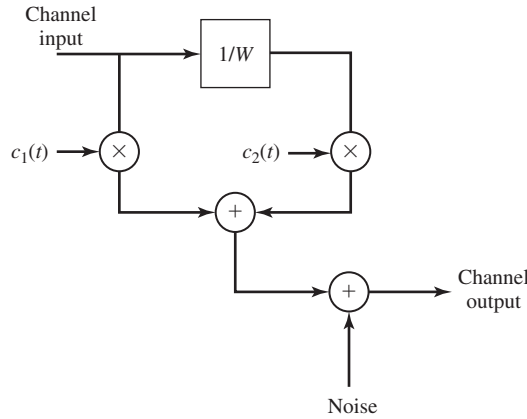 Channel
input
1/W
c₁(t)
×
c₂(t)
×
+
+
Channel
output
Noise